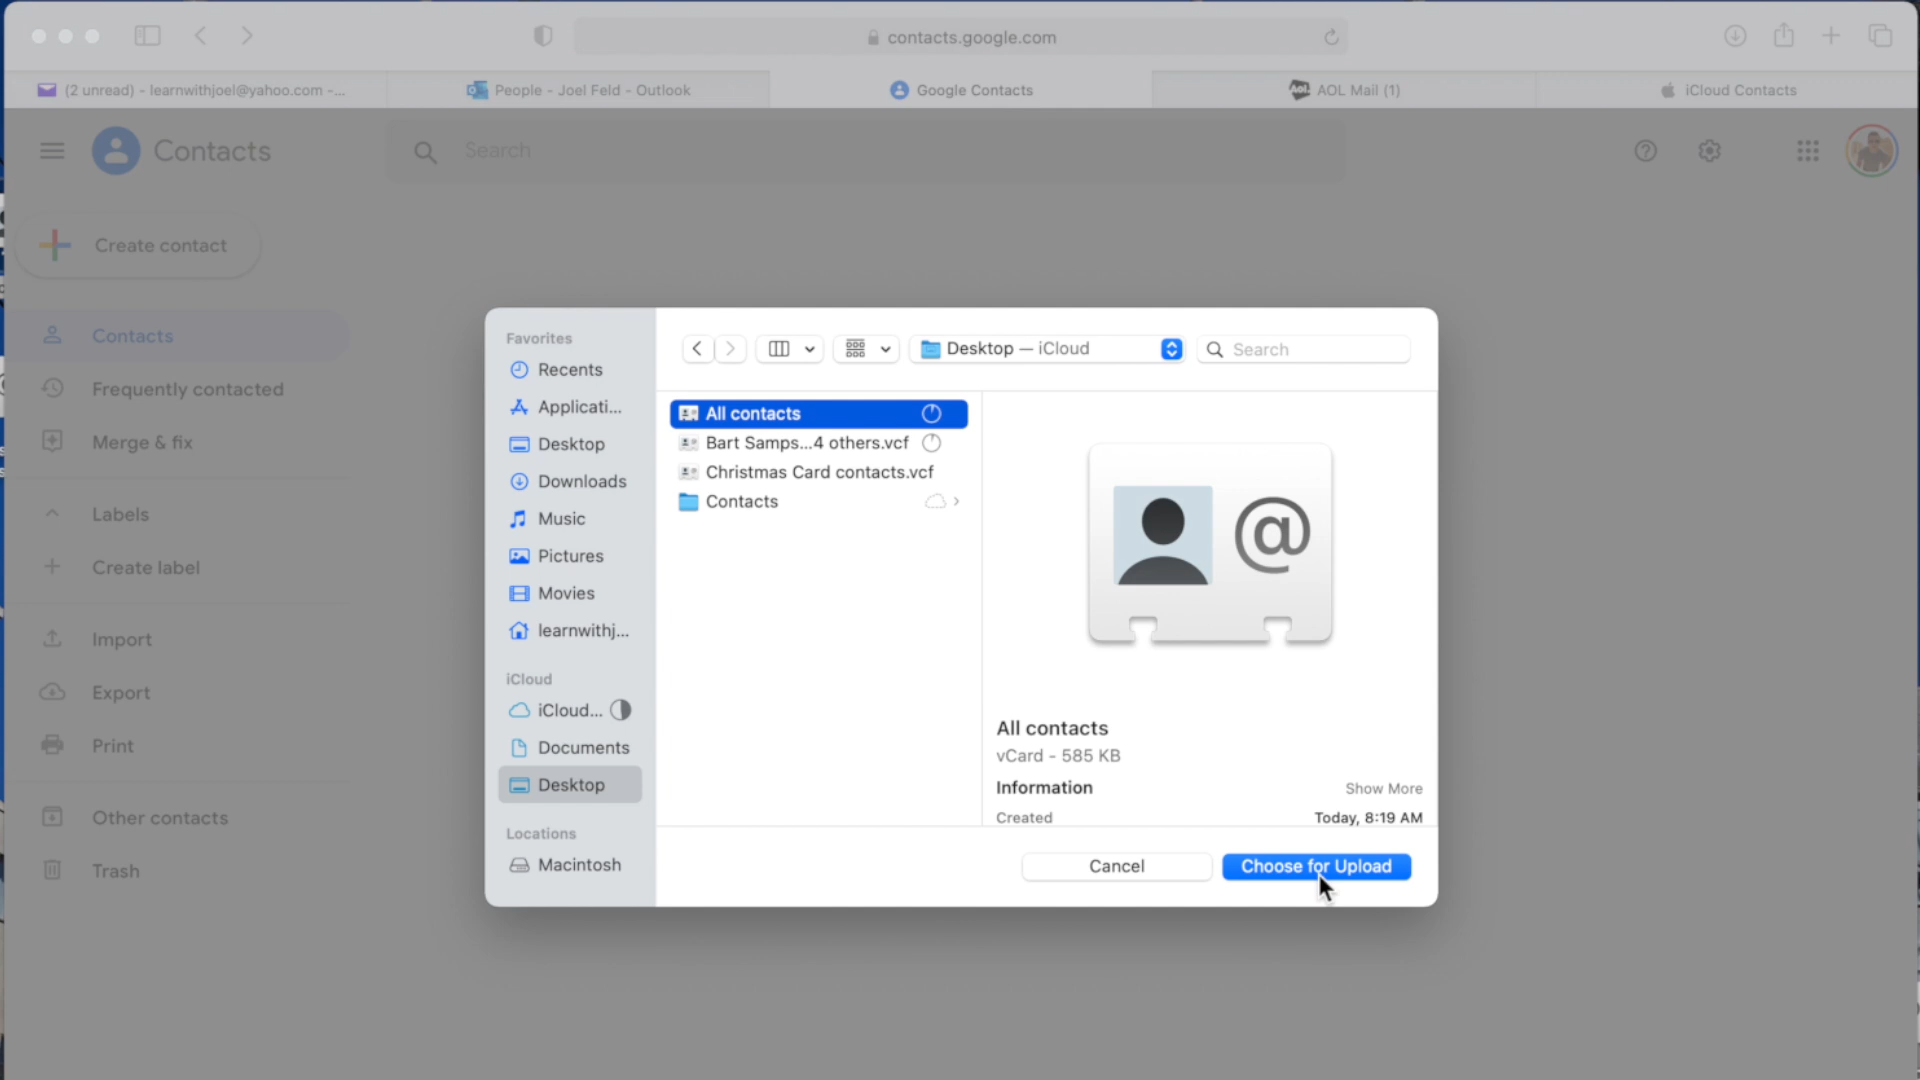 contacts.google.com
(2 unread) - learnwithjoel@yahoo.com -...
People - Joel Feld - Outlook
Google Contacts
AOL Mail (1)
iCloud Contacts
Contacts
Search
Create contact
Contacts
Frequently contacted
Merge & fix
Labels
Create label
Import
Export
Print
Other contacts
Trash
Favorites
Recents
Applicati...
Desktop
Downloads
Music
Pictures
Movies
learnwithj...
iCloud
iCloud...
Documents
Desktop
Locations
Macintosh
Desktop — iCloud
Search
All contacts
Bart Samps...4 others.vcf
Christmas Card contacts.vcf
Contacts
@
All contacts
vCard - 585 KB
Information
Show More
Created
Today, 8:19 AM
Cancel
Choose for Upload